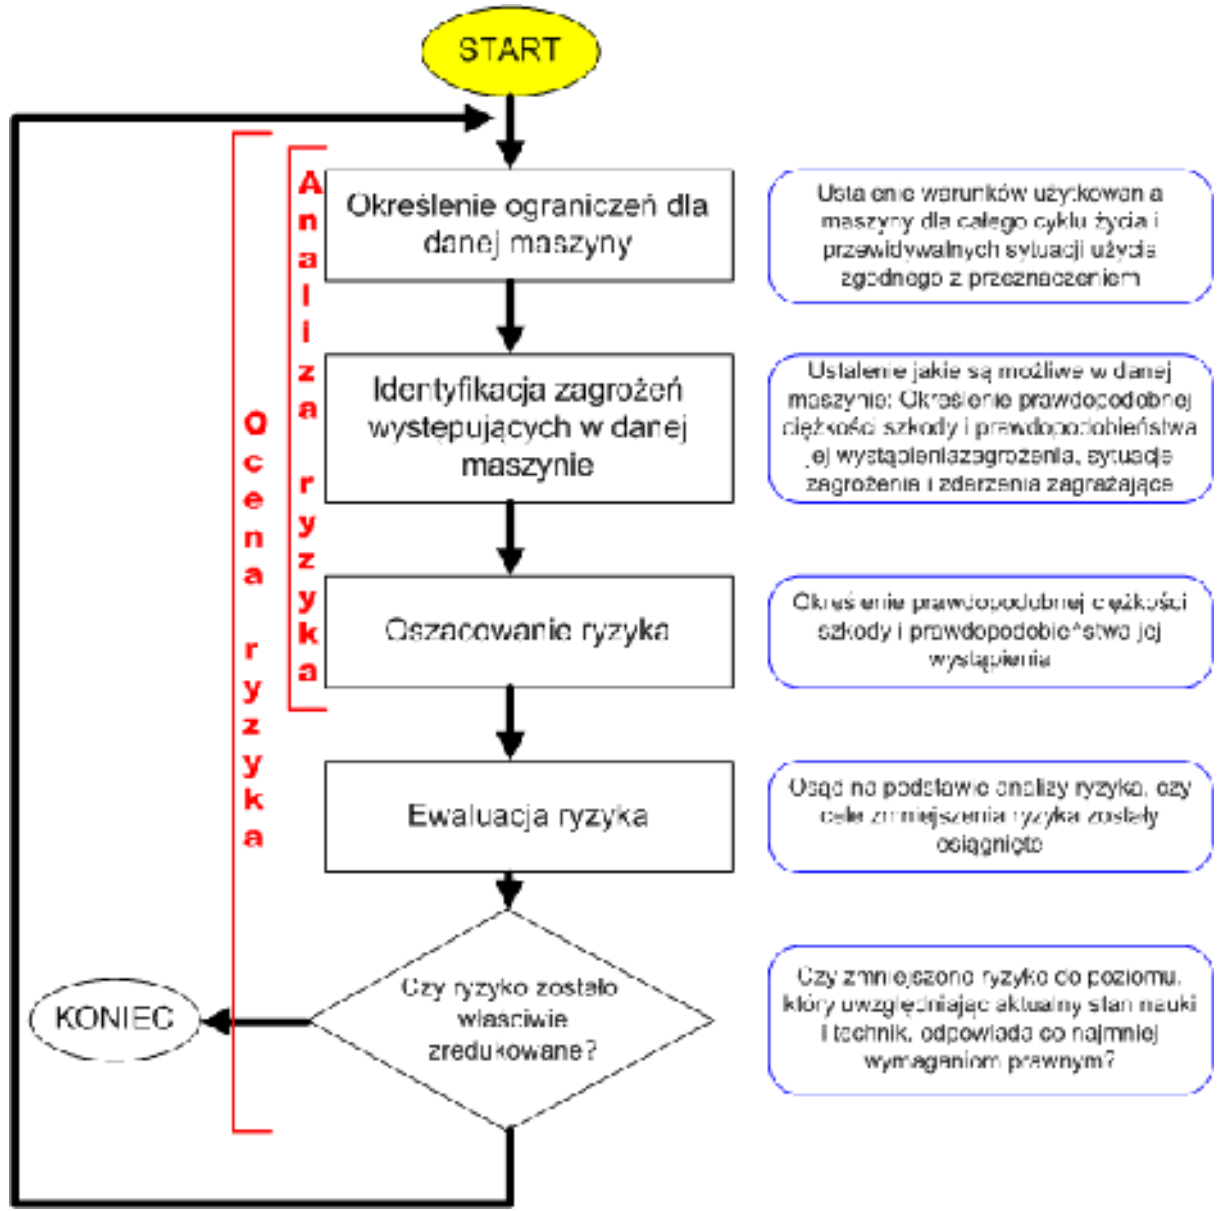 START
Określenie ograniczeń dla
danej maszyny
Ustalenie warunków użytkowania
maszyny dla całego cyklu życia i
przewidywalnych sytuacji użycia
zgodnego z przeznaczeniem
Identyfikacja zagrożeń
występujących w danej
maszynie
Ustalenie jakie są możliwe w danej
maszynie: Określenie prawdopodobnej
ciężkości szkody i prawdopodobieństwa
jej wystąpieniazagrożenia, sytuacje
zagrożenia i zdarzenia zagrażające
Oszacowanie ryzyka
Określenie prawdopodobnej ciężkości
szkody i prawdopodobieństwa jej
wystąpienia
Ewaluacja ryzyka
Osąd na podstawie analizy ryzyka, czy
cele zmniejszenia ryzyka zostały
osiągnięte
Czy ryzyko zostało
własciwie
zredukowane?
Czy zmniejszono ryzyko do poziomu,
który uwzględniając aktualny stan nauki
i technik, odpowiada co najmniej
wymaganiom prawnym?
KONIEC
Analiza ryzyka
Ocena ryzyka